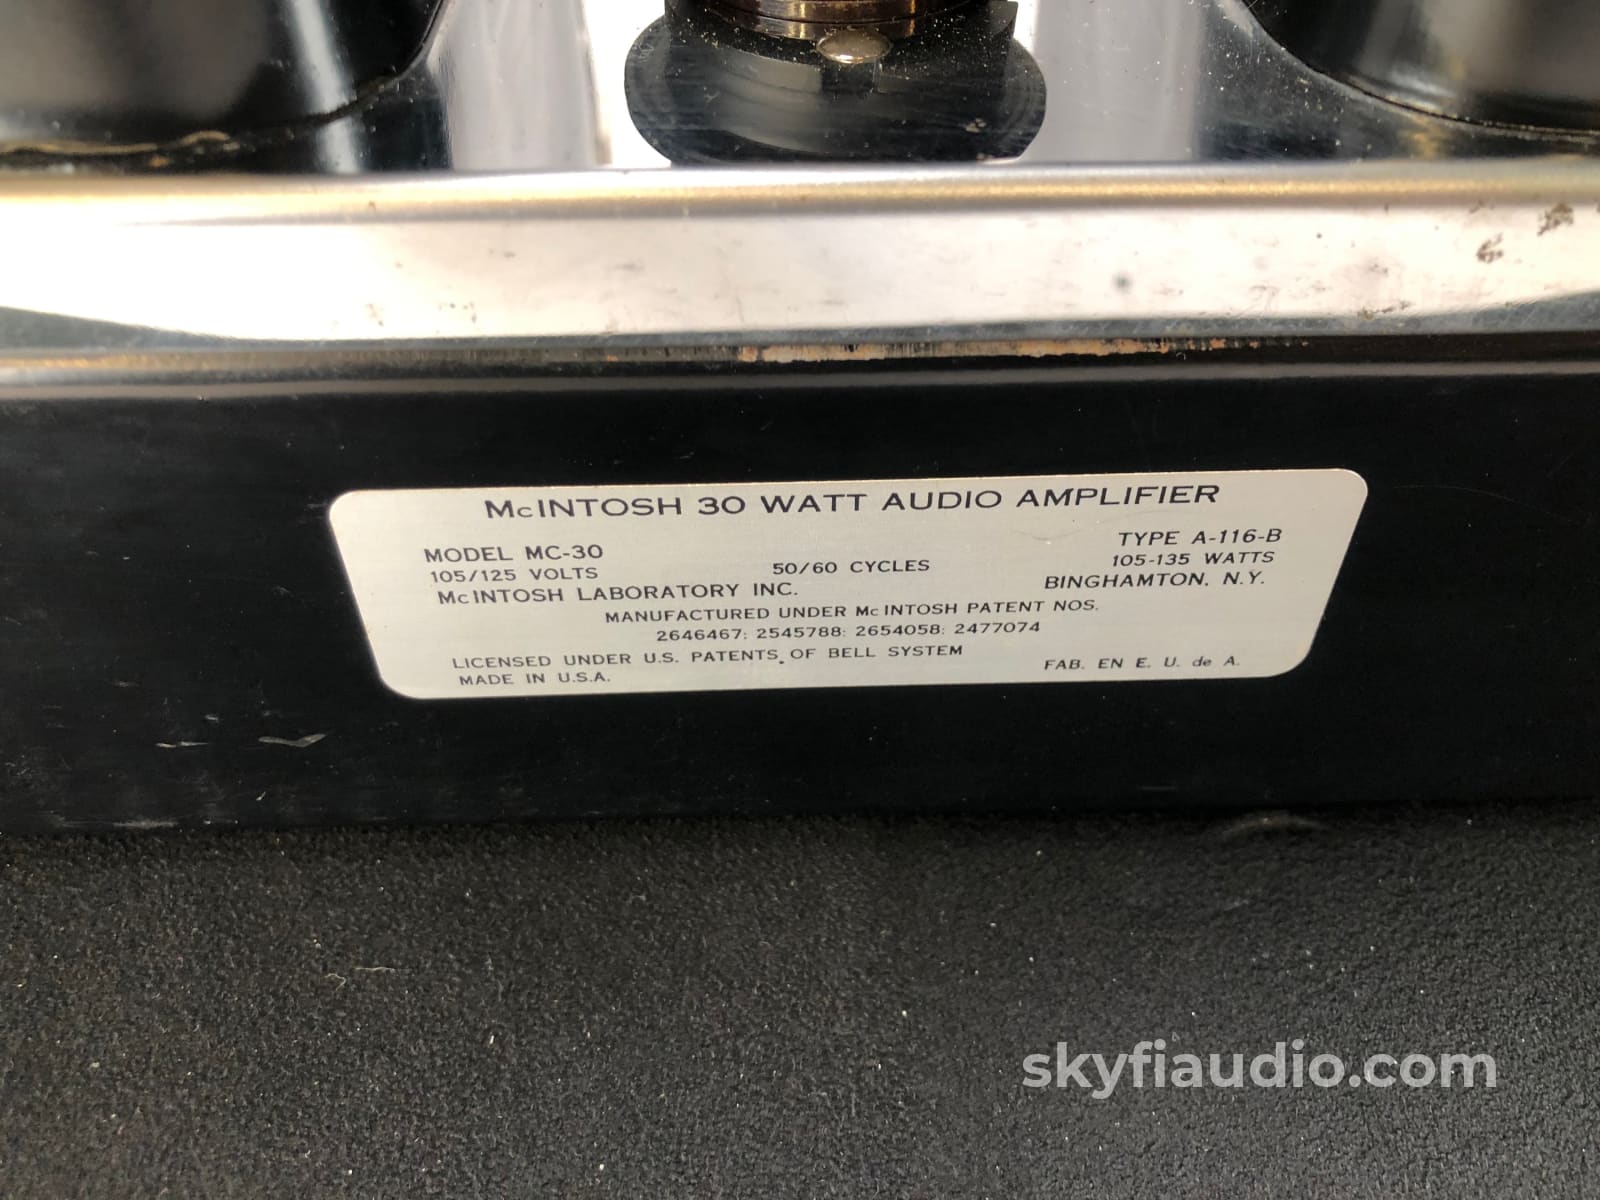 McINTOSH 30 WATT AUDIO AMPLIFIER
MODEL MC-30 TYPE A-116-B
105/125 VOLTS 50/60 CYCLES 105-135 WATTS
McINTOSH LABORATORY INC. BINGHAMTON, N.Y.
MANUFACTURED UNDER McINTOSH PATENT NOS.
2646467; 2545788; 2654058; 2477074
LICENSED UNDER U.S. PATENTS OF BELL SYSTEM
MADE IN U.S.A. FAB. EN E. U. de A.
skyfiaudio.com